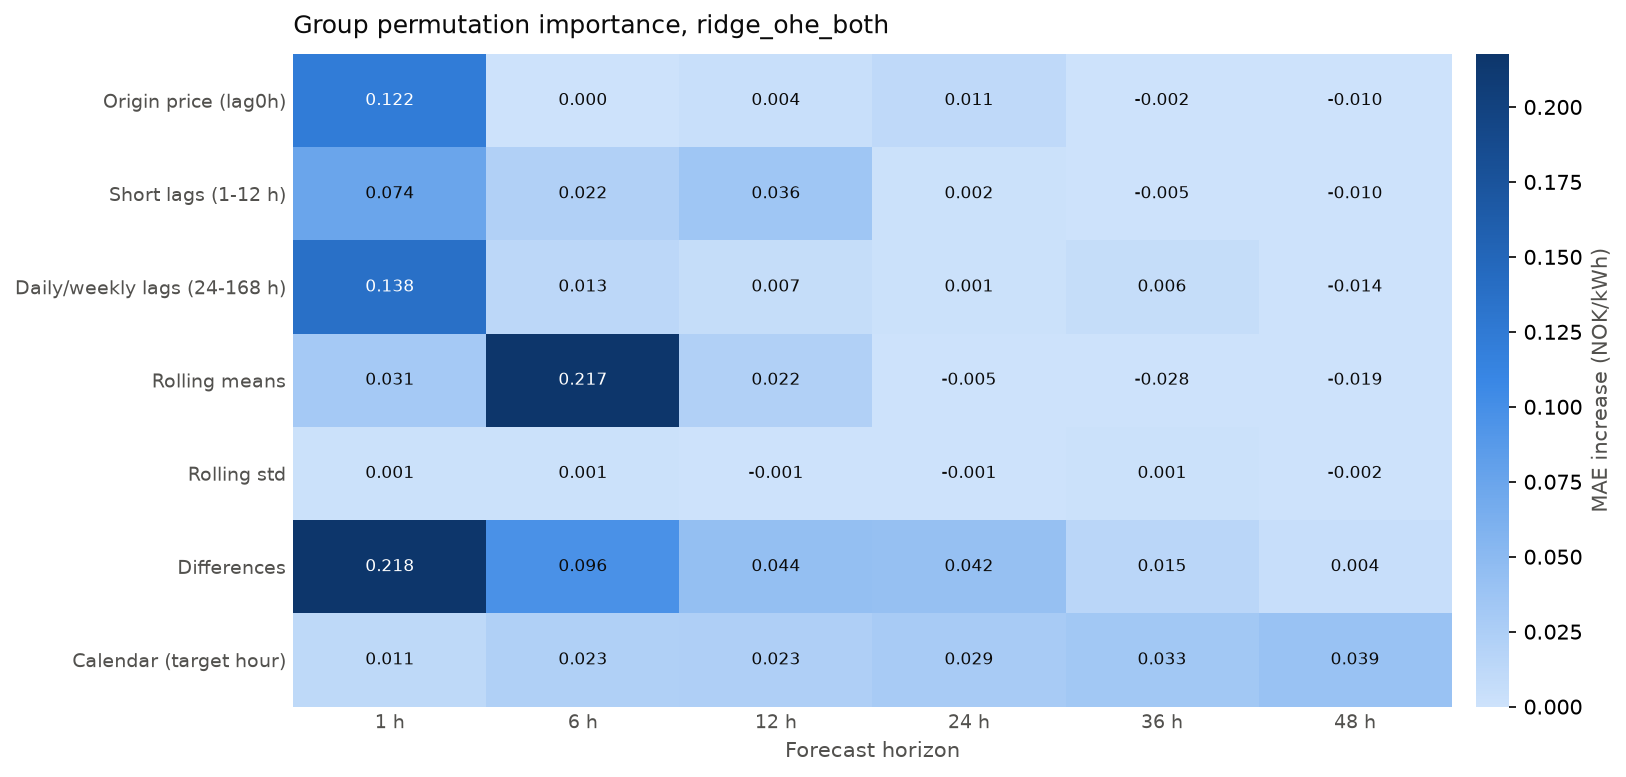 Group permutation importance, ridge_ohe_both
Origin price (lag0h) 0.122 0.000 0.004 0.011 -0.002 -0.010
Short lags (1-12 h) 0.074 0.022 0.036 0.002 -0.005 -0.010
Daily/weekly lags (24-168 h) 0.138 0.013 0.007 0.001 0.006 -0.014
Rolling means 0.031 0.217 0.022 -0.005 -0.028 -0.019
Rolling std 0.001 0.001 -0.001 -0.001 0.001 -0.002
Differences 0.218 0.096 0.044 0.042 0.015 0.004
Calendar (target hour) 0.011 0.023 0.023 0.029 0.033 0.039
1 h 6 h 12 h 24 h 36 h 48 h
Forecast horizon
0.200
0.175
0.150
0.125
0.100
0.075
0.050
0.025
0.000
MAE increase (NOK/kWh)